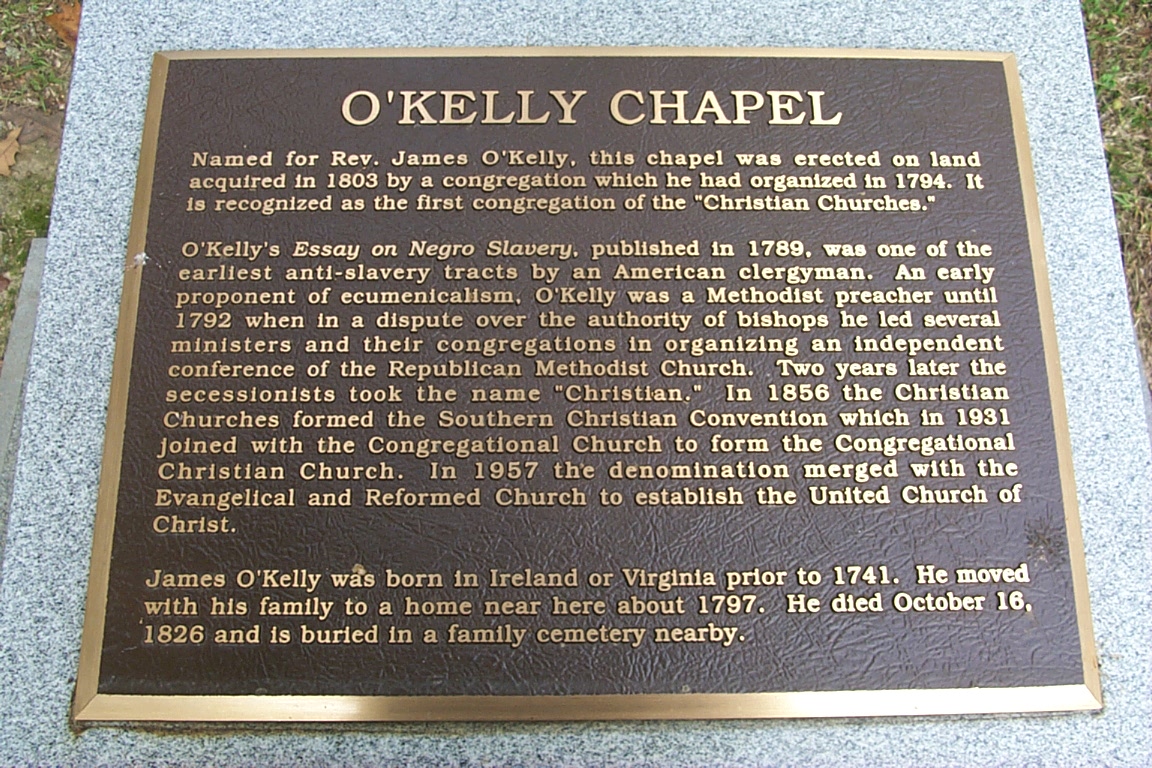 O'KELLY CHAPEL
Named for Rev. James O'Kelly, this chapel was erected on land
acquired in 1803 by a congregation which he had organized in 1794. It
is recognized as the first congregation of the "Christian Churches."
O'Kelly's Essay on Negro Slavery, published in 1789, was one of the
earliest anti-slavery tracts by an American clergyman. An early
proponent of ecumenicalism, O'Kelly was a Methodist preacher until
1792 when in a dispute over the authority of bishops he led several
ministers and their congregations in organizing an independent
conference of the Republican Methodist Church. Two years later the
secessionists took the name "Christian." In 1856 the Christian
Churches formed the Southern Christian Convention which in 1931
joined with the Congregational Church to form the Congregational
Christian Church. In 1957 the denomination merged with the
Evangelical and Reformed Church to establish the United Church of
Christ.
James O'Kelly was born in Ireland or Virginia prior to 1741. He moved
with his family to a home near here about 1797. He died October 16,
1826 and is buried in a family cemetery nearby.